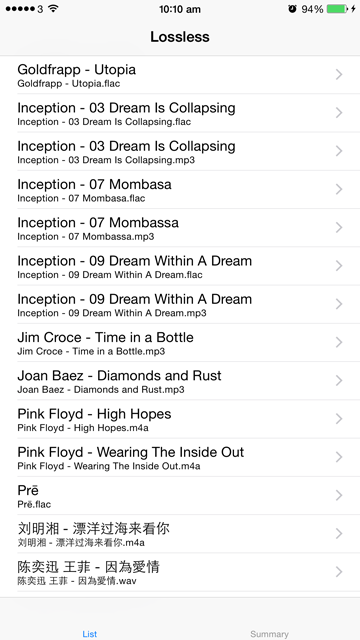 3 10:10 am 94%
Lossless
Goldfrapp - Utopia
Goldfrapp - Utopia.flac
Inception - 03 Dream Is Collapsing
Inception - 03 Dream Is Collapsing.flac
Inception - 03 Dream Is Collapsing
Inception - 03 Dream Is Collapsing.mp3
Inception - 07 Mombasa
Inception - 07 Mombasa.flac
Inception - 07 Mombassa
Inception - 07 Mombassa.mp3
Inception - 09 Dream Within A Dream
Inception - 09 Dream Within A Dream.flac
Inception - 09 Dream Within A Dream
Inception - 09 Dream Within A Dream.mp3
Jim Croce - Time in a Bottle
Jim Croce - Time in a Bottle.mp3
Joan Baez - Diamonds and Rust
Joan Baez - Diamonds and Rust.mp3
Pink Floyd - High Hopes
Pink Floyd - High Hopes.m4a
Pink Floyd - Wearing The Inside Out
Pink Floyd - Wearing The Inside Out.m4a
Prē
Prē.flac
刘明湘 - 漂洋过海来看你
刘明湘 - 漂洋过海来看你.m4a
陈奕迅 王菲 - 因為愛情
陈奕迅 王菲 - 因為愛情.wav
List Summary